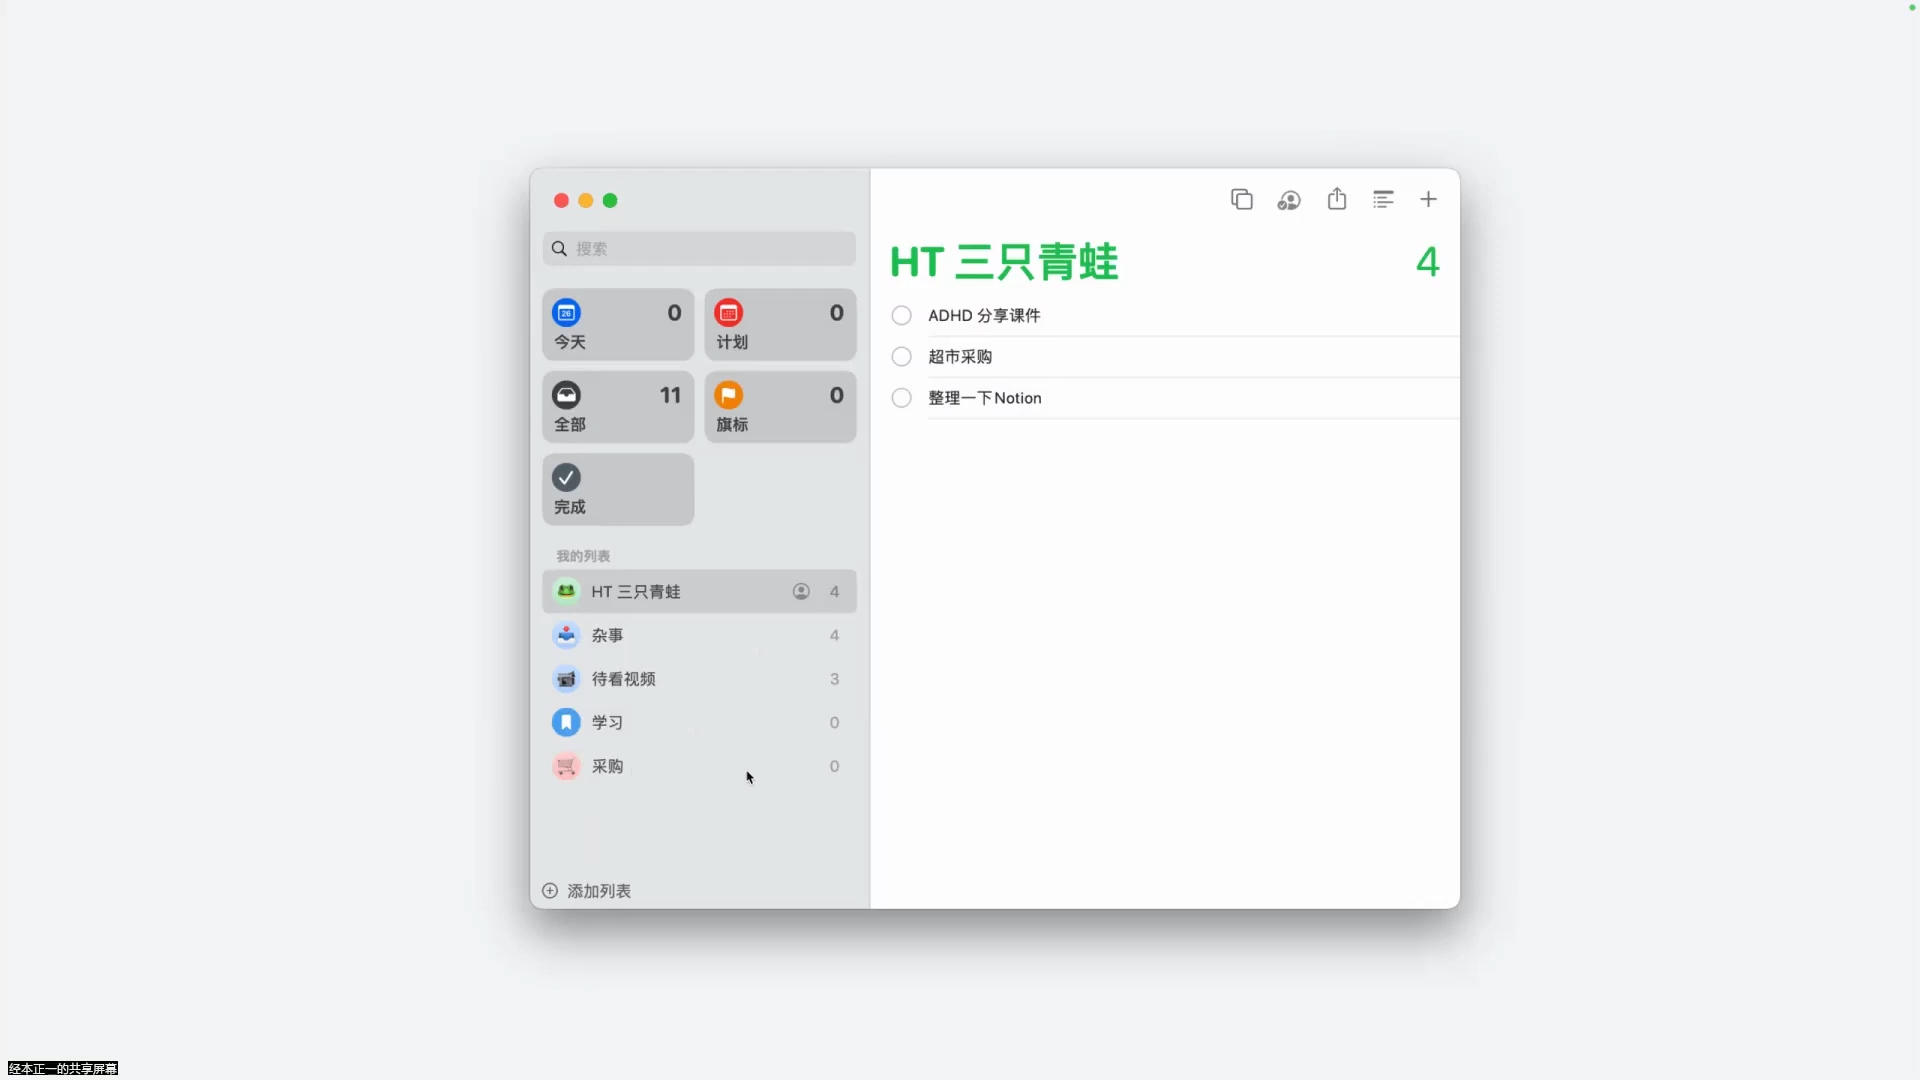 搜索
26
0
今天
0
计划
11
全部
0
旗标
完成
我的列表
HT 三只青蛙 4
杂事 4
待看视频 3
学习 0
采购 0
添加列表
HT 三只青蛙 4
ADHD 分享课件
超市采购
整理一下Notion
经本正一的共享屏幕